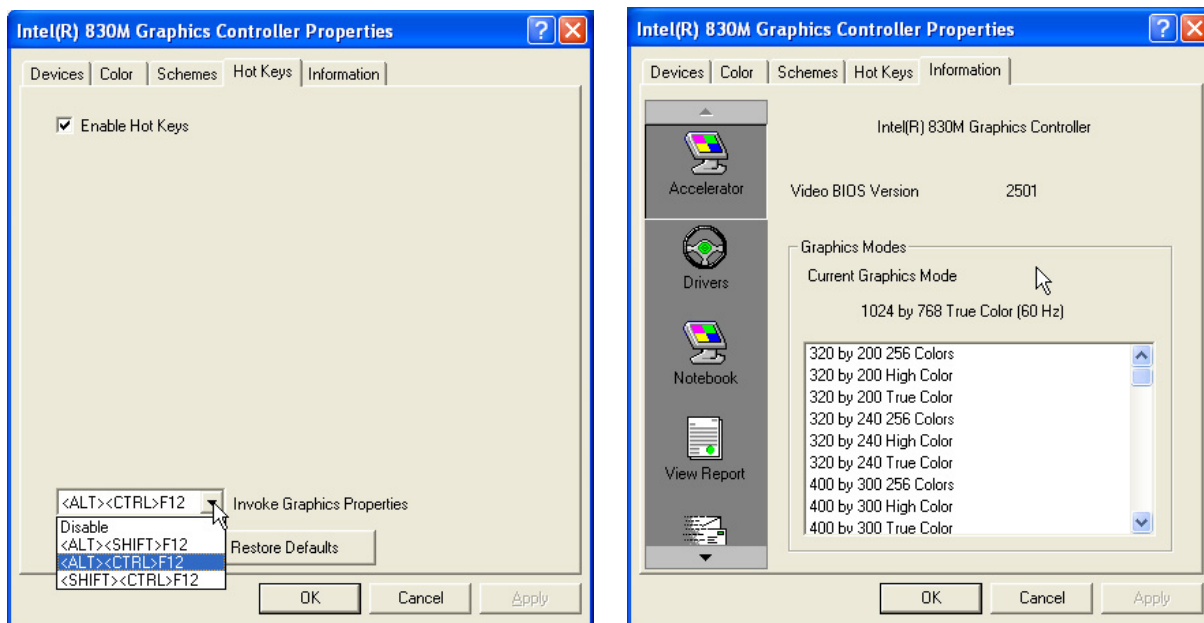 Intel(R) 830M Graphics Controller Properties
Devices Color Schemes Hot Keys Information
Enable Hot Keys
<ALT><CTRL>F12 Invoke Graphics Properties
Disable
<ALT><SHIFT>F12
<ALT><CTRL>F12
<SHIFT><CTRL>F12
Restore Defaults
OK Cancel Apply
Intel(R) 830M Graphics Controller Properties
Devices Color Schemes Hot Keys Information
Accelerator
Drivers
Notebook
View Report
Intel(R) 830M Graphics Controller
Video BIOS Version 2501
Graphics Modes
Current Graphics Mode
1024 by 768 True Color (60 Hz)
320 by 200 256 Colors
320 by 200 High Color
320 by 200 True Color
320 by 240 256 Colors
320 by 240 High Color
320 by 240 True Color
400 by 300 256 Colors
400 by 300 High Color
400 by 300 True Color
OK Cancel Apply